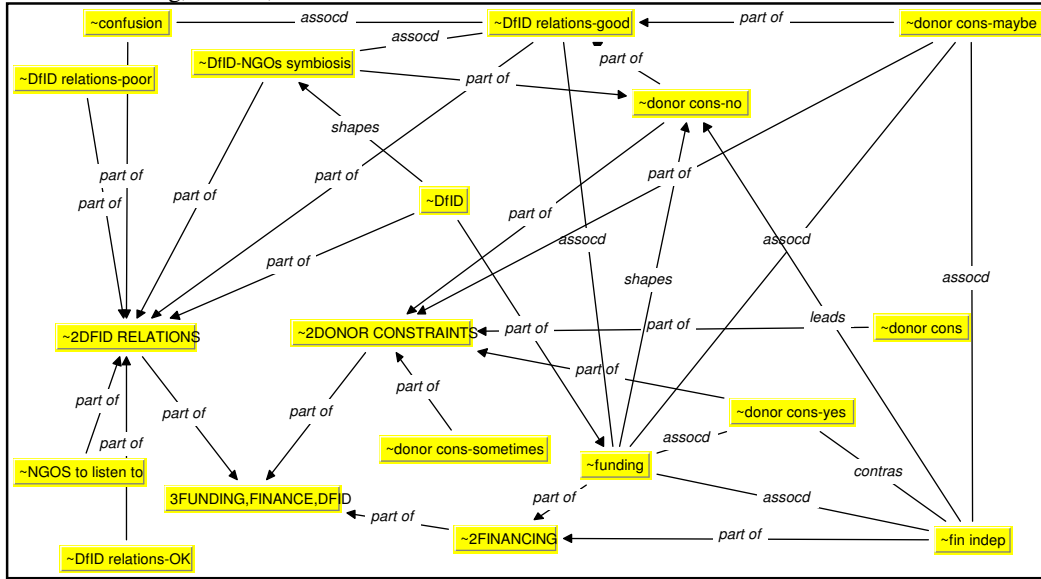 ~confusion
assocd
~DfID relations-good
part of
~donor cons-maybe
assocd
~DfID-NGOs symbiosis
part of
part of
~DfID relations-poor
~donor cons-no
shapes
part of
part of
part of
part of
part of
~DfID
part of
part of
assocd
assocd
shapes
assocd
part of
~2DFID RELATIONS
~2DONOR CONSTRAINTS
part of
part of
leads
~donor cons
part of
part of
part of
part of
~donor cons-yes
part of
~donor cons-sometimes
assocd
~NGOS to listen to
~funding
contras
3FUNDING,FINANCE,DFID
part of
assocd
part of
~2FINANCING
part of
~fin indep
~DfID relations-OK